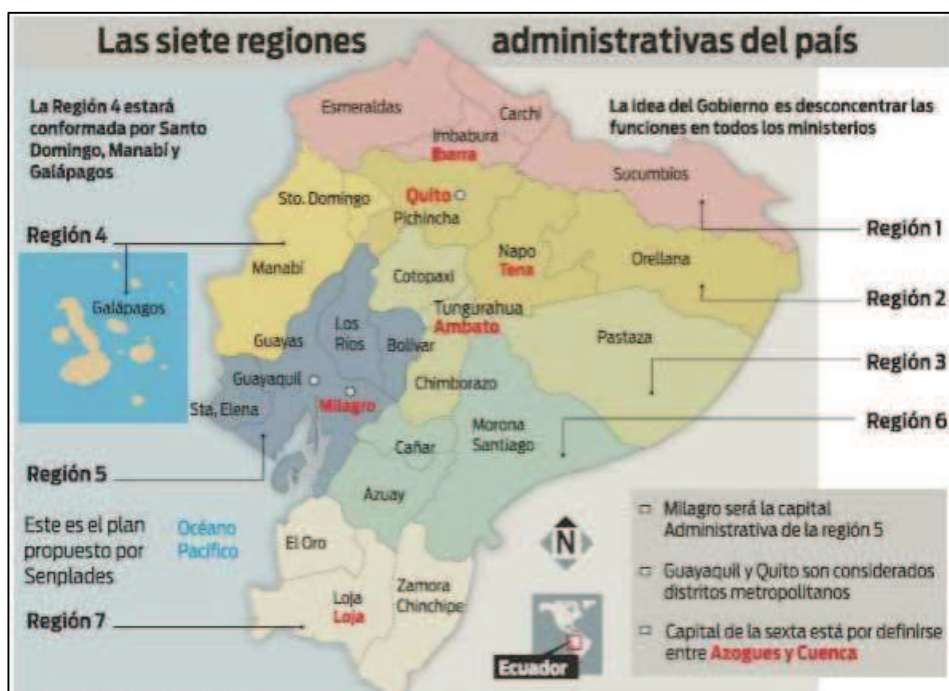 Las siete regiones administrativas del país
La Región 4 estará
conformada por Santo
Domingo, Manabí y
Galápagos
La idea del Gobierno es desconcentrar las
funciones en todos los ministerios
Esmeraldas
Carchi
Imbabura
Ibarra
Sucumbíos
Sto. Domingo
Quito
Pichincha
Región 4
Región 1
Manabí
Napo
Tena
Orellana
Cotopaxi
Galápagos
Región 2
Tungurahua
Ambato
Guayas
Los
Ríos
Bolívar
Pastaza
Región 3
Guayaquil
Chimborazo
Milagro
Sta, Elena
Morona
Santiago
Región 6
Cañar
Región 5
Azuay
Este es el plan
propuesto por
Senplades
Océano
Pacífico
El Oro
N
Milagro será la capital
Administrativa de la región 5
Guayaquil y Quito son considerados
distritos metropolitanos
Capital de la sexta está por definirse
entre Azogues y Cuenca
Zamora
Chinchipe
Loja
Loja
Región 7
Ecuador